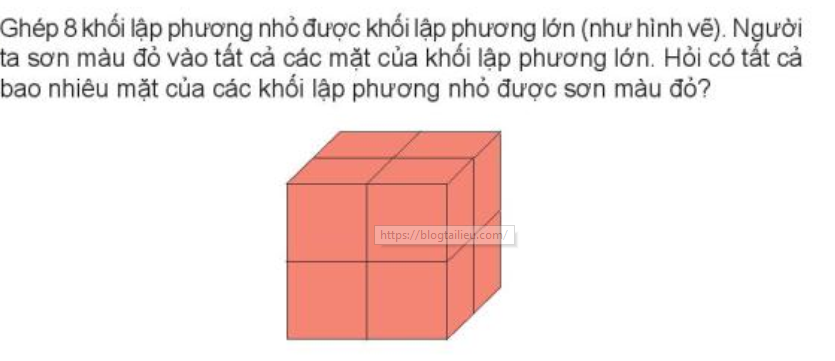 Ghép 8 khối lập phương nhỏ được khối lập phương lớn (như hình vẽ). Người
ta sơn màu đỏ vào tất cả các mặt của khối lập phương lớn. Hỏi có tất cả
bao nhiêu mặt của các khối lập phương nhỏ được sơn màu đỏ?
https://blogtailieu.com/